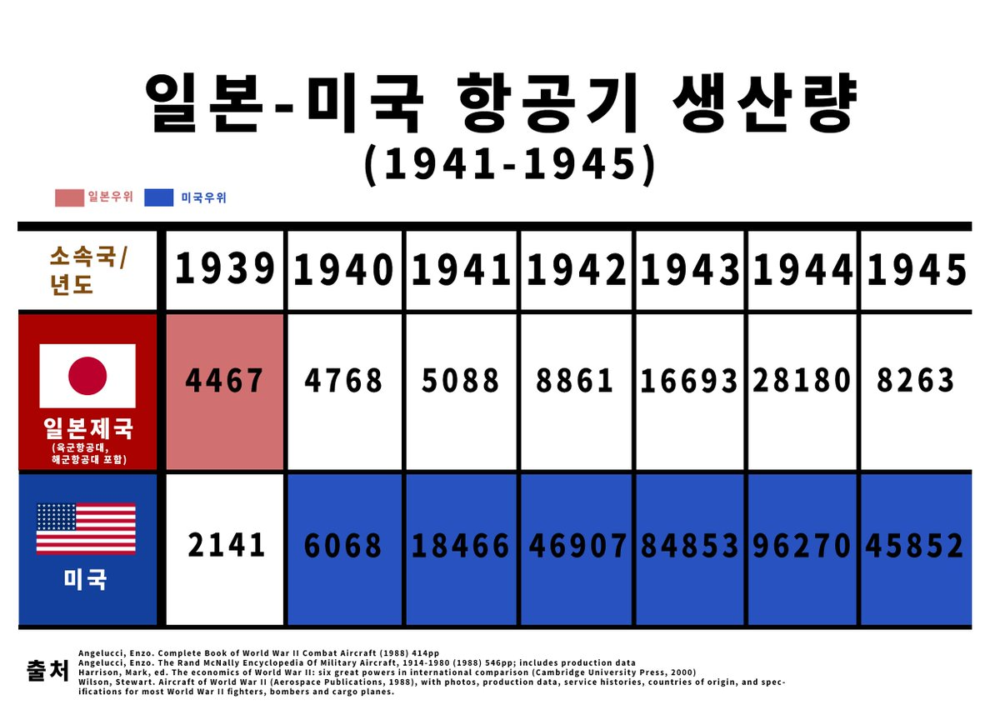 일본-미국 항공기 생산량
(1941-1945)
일본우위 미국우위
소속국/
년도
1939 1940 1941 1942 1943 1944 1945
4467 4768 5088 8861 16693 28180 8263
일본제국
(육군항공대,
해군항공대 포함)
2141 6068 18466 46907 84853 96270 45852
미국
출처
Angelucci, Enzo. Complete Book of World War II Combat Aircraft (1988) 414pp
Angelucci, Enzo. The Rand McNally Encyclopedia Of Military Aircraft, 1914-1980 (1988) 546pp; includes production data
Harrison, Mark, ed. The economics of World War II: six great powers in international comparison (Cambridge University Press, 2000)
Wilson, Stewart. Aircraft of World War II (Aerospace Publications, 1988), with photos, production data, service histories, countries of origin, and spec-
ifications for most World War II fighters, bombers and cargo planes.